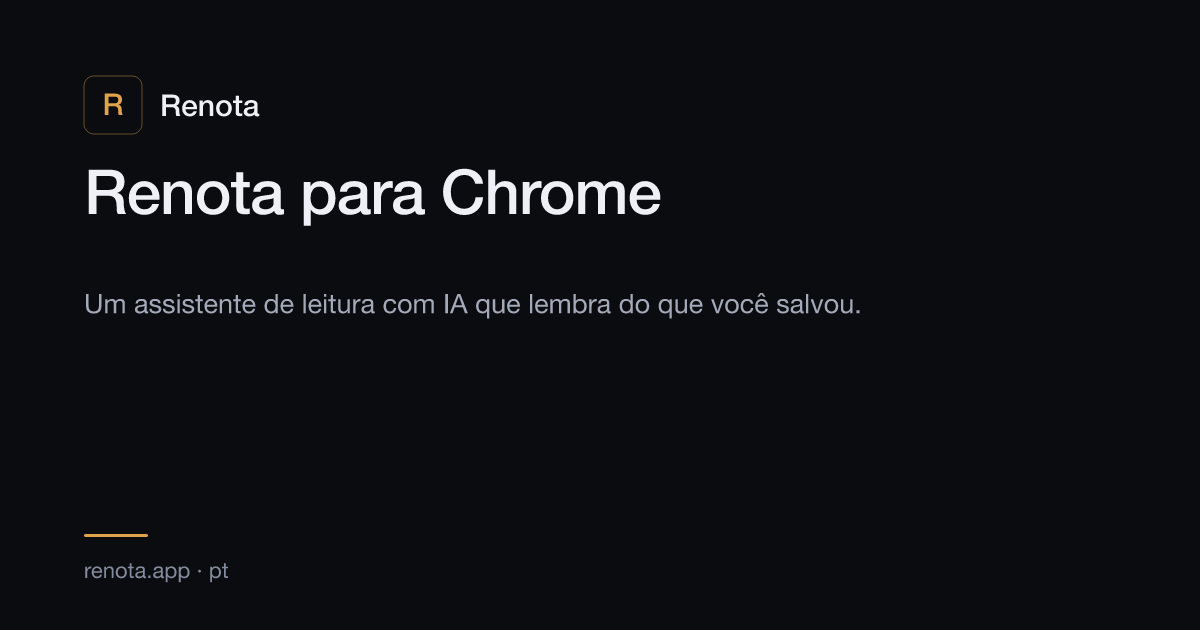 R
Renota
Renota para Chrome
Um assistente de leitura com IA que lembra do que você salvou.
renota.app · pt